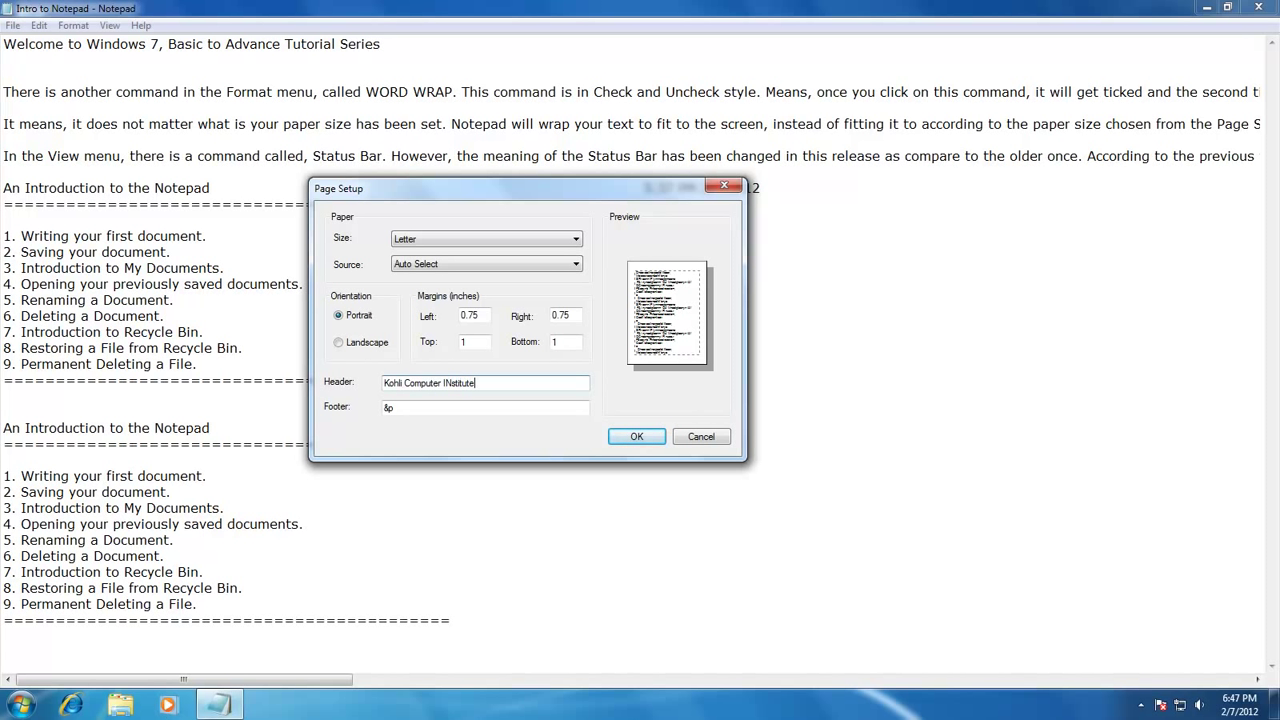 Intro to Notepad - Notepad
File Edit Format View Help
Welcome to Windows 7, Basic to Advance Tutorial Series
There is another command in the Format menu, called WORD WRAP. This command is in Check and Uncheck style. Means, once you click on this command, it will get ticked and the second t
It means, it does not matter what is your paper size has been set. Notepad will wrap your text to fit to the screen, instead of fitting it to according to the paper size chosen from the Page S
In the View menu, there is a command called, Status Bar. However, the meaning of the Status Bar has been changed in this release as compare to the older once. According to the previous
An Introduction to the Notepad 12
==============================
1. Writing your first document.
2. Saving your document.
3. Introduction to My Documents.
4. Opening your previously saved documents.
5. Renaming a Document.
6. Deleting a Document.
7. Introduction to Recycle Bin.
8. Restoring a File from Recycle Bin.
9. Permanent Deleting a File.
==============================
An Introduction to the Notepad
==============================
1. Writing your first document.
2. Saving your document.
3. Introduction to My Documents.
4. Opening your previously saved documents.
5. Renaming a Document.
6. Deleting a Document.
7. Introduction to Recycle Bin.
8. Restoring a File from Recycle Bin.
9. Permanent Deleting a File.
===========================================
Page Setup
Paper
Size: Letter
Source: Auto Select
Orientation
Portrait
Landscape
Margins (inches)
Left: 0.75 Right: 0.75
Top: 1 Bottom: 1
Header: Kohli Computer INstitute
Footer: &p
Preview
OK Cancel
6:47 PM
2/7/2012